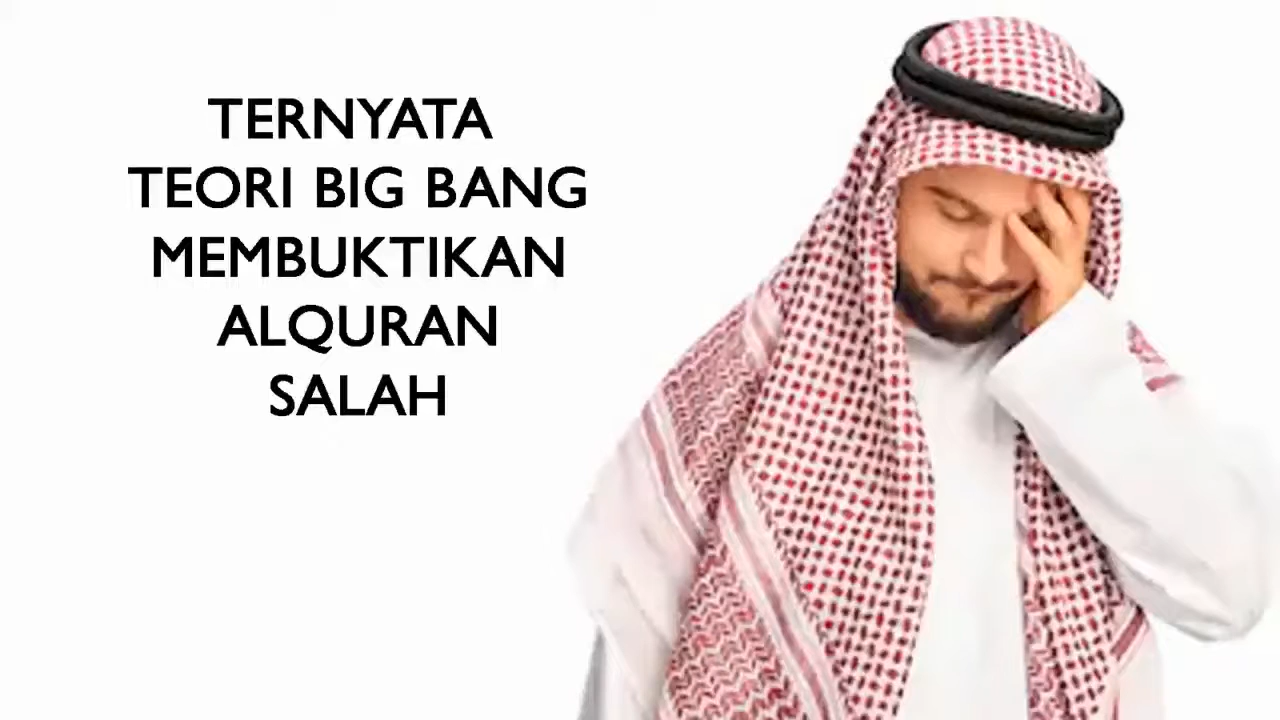 TERNYATA
TEORI BIG BANG
MEMBUKTIKAN
ALQURAN
SALAH